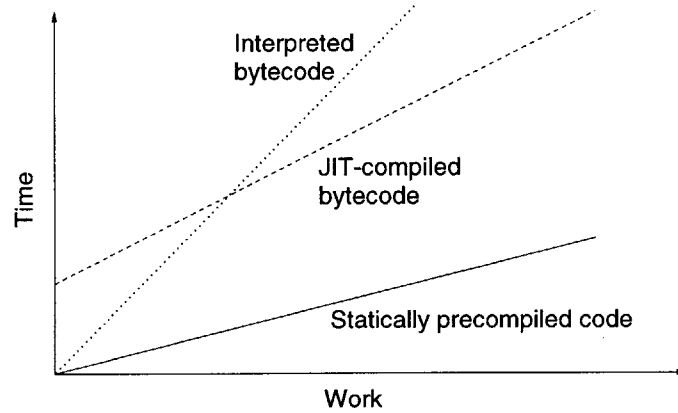 Interpreted
bytecode
JIT-compiled
bytecode
Time
Statically precompiled code
Work